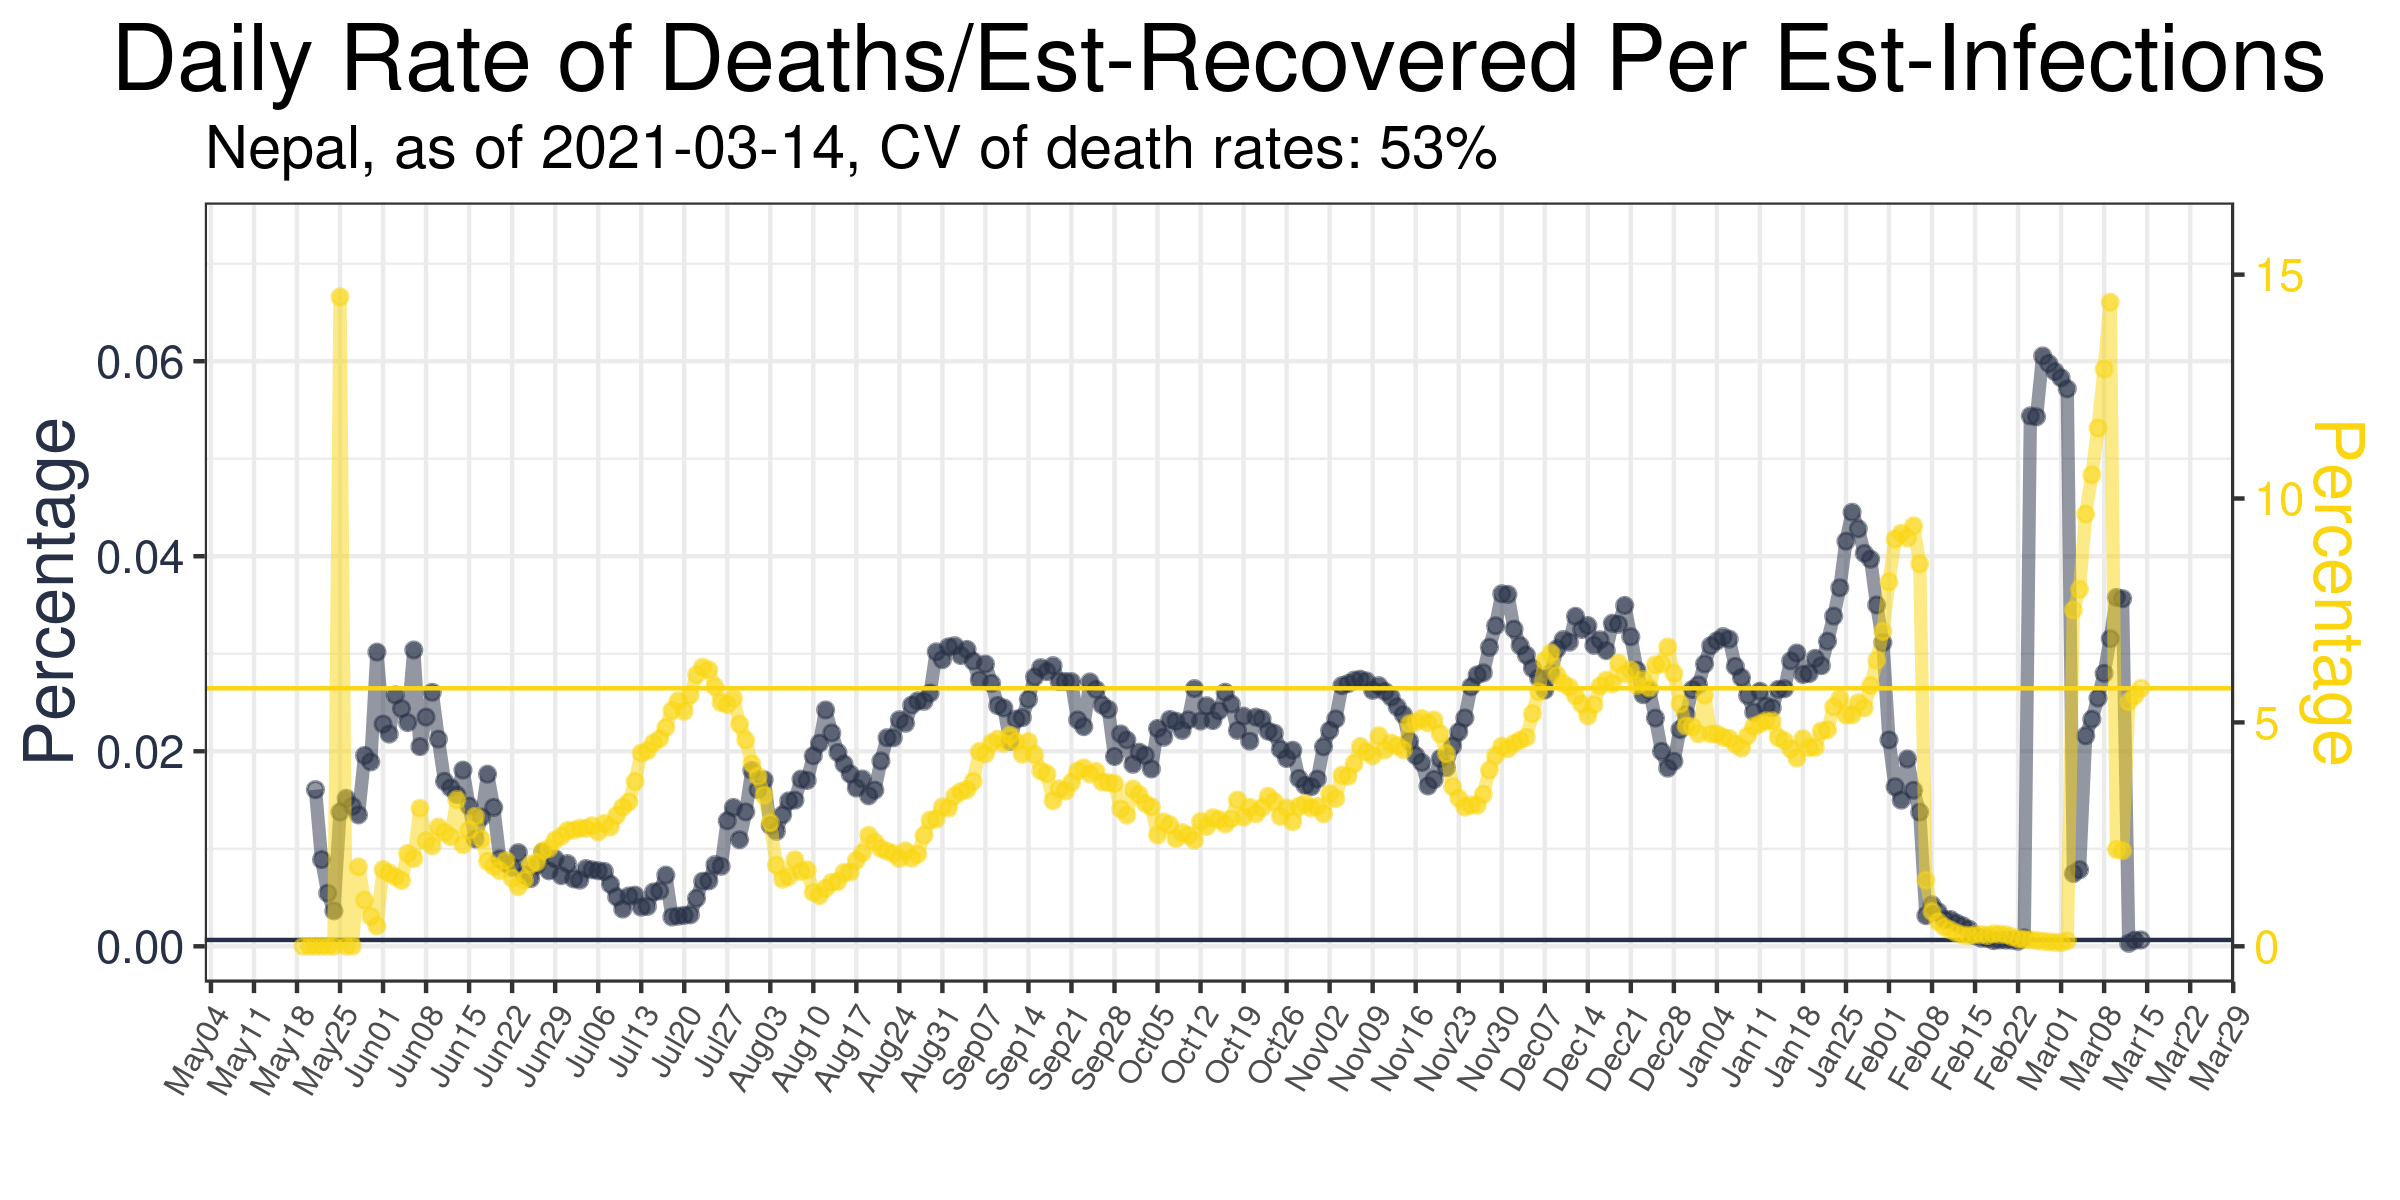 Daily Rate of Deaths/Est-Recovered Per Est-Infections
Nepal, as of 2021-03-14, CV of death rates: 53%
Percentage
0.06
0.04
0.02
0.00
15
10
5
0
Percentage
May04
May11
May18
May25
Jun01
Jun08
Jun15
Jun22
Jun29
Jul06
Jul13
Jul20
Jul27
Aug03
Aug10
Aug17
Aug24
Aug31
Sep07
Sep14
Sep21
Sep28
Oct05
Oct12
Oct19
Oct26
Nov02
Nov09
Nov16
Nov23
Nov30
Dec07
Dec14
Dec21
Dec28
Jan04
Jan11
Jan18
Jan25
Feb01
Feb08
Feb15
Feb22
Mar01
Mar08
Mar15
Mar22
Mar29